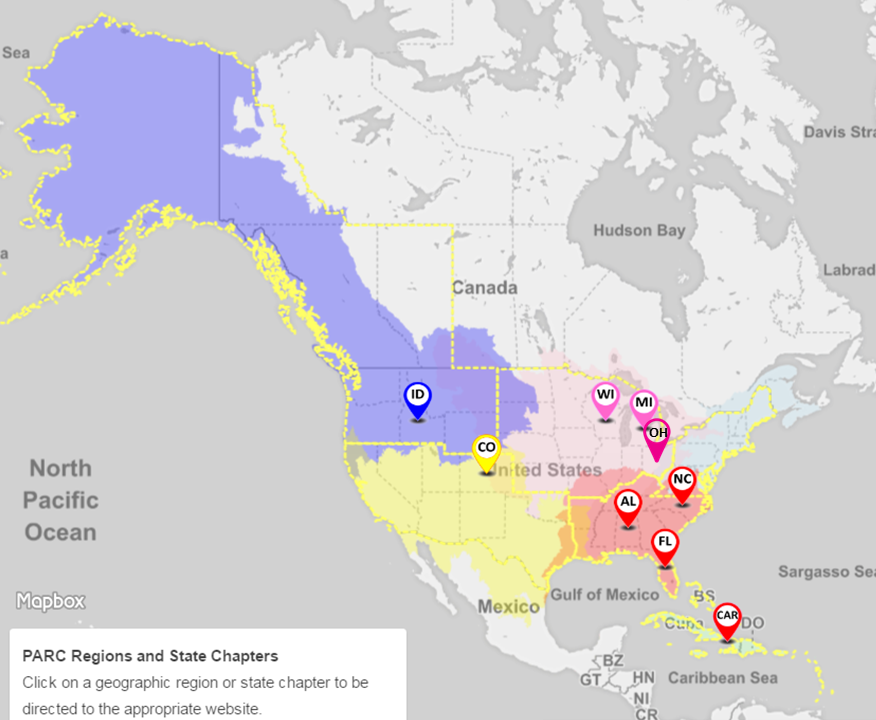 Sea
Davis Stra
Hudson Bay
a
Labrad
Canada
ID
WI
MI
OH
CO
North
Pacific
Ocean
United States
NC
AL
FL
Sargasso Sea
Gulf of Mexico
BS
Mexico
Mapbox
CAR
Cuba
DO
BZ
GT
HN
Caribbean Sea
NI
CR
PARC Regions and State Chapters
Click on a geographic region or state chapter to be
directed to the appropriate website.